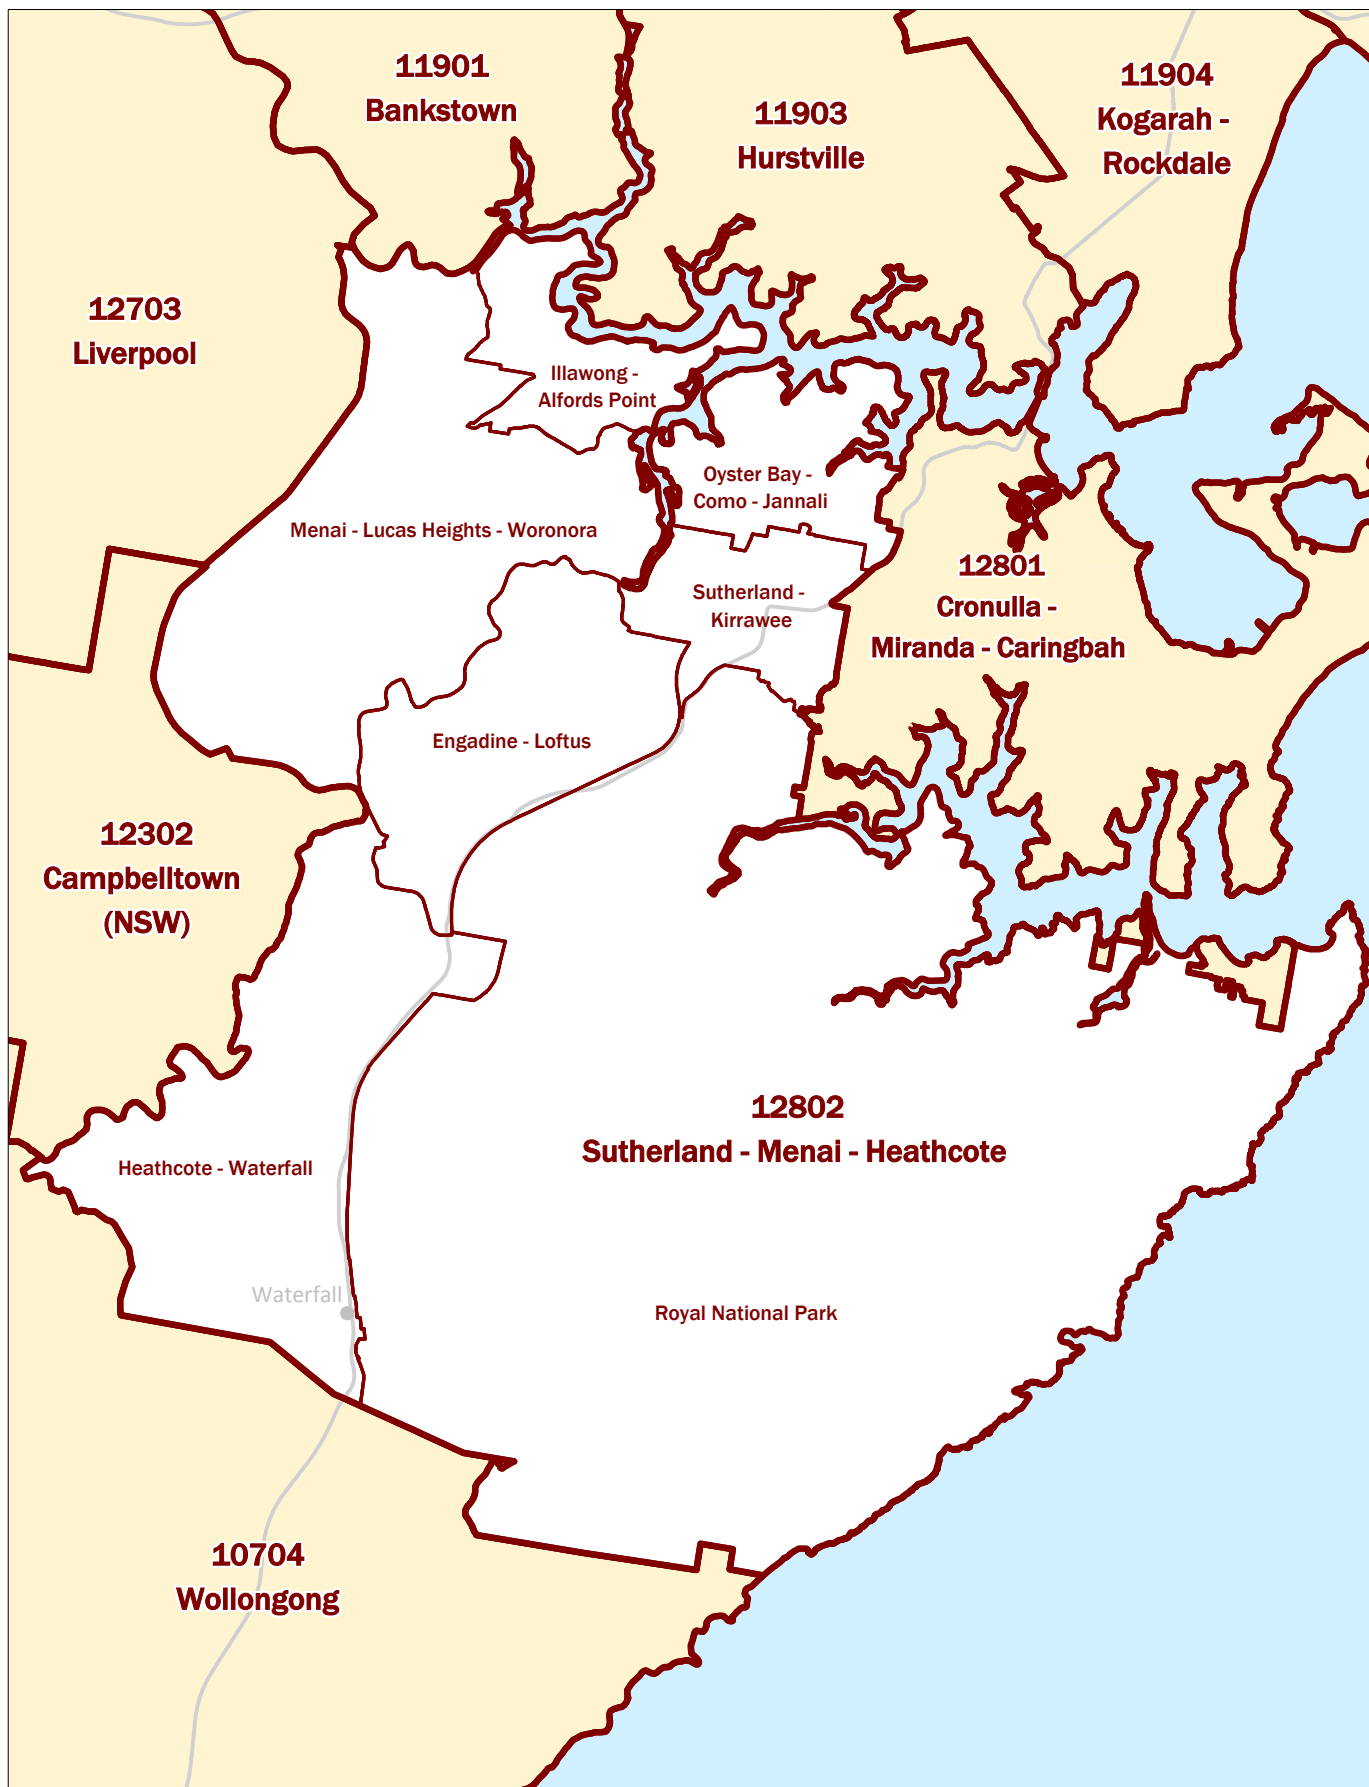 11901
Bankstown
11904
Kogarah -
Rockdale
11903
Hurstville
12703
Liverpool
Illawong -
Alfords Point
Oyster Bay -
Como - Jannali
Menai - Lucas Heights - Woronora
12801
Cronulla -
Miranda - Caringbah
Sutherland -
Kirrawee
Engadine - Loftus
12302
Campbelltown
(NSW)
12802
Sutherland - Menai - Heathcote
Heathcote - Waterfall
Waterfall
Royal National Park
10704
Wollongong